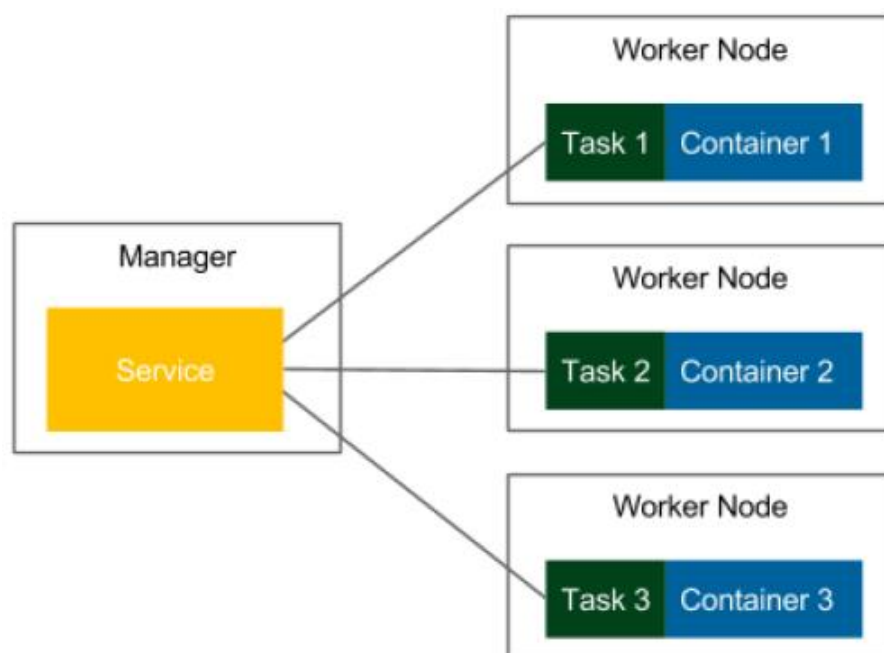 Worker Node
Task 1 Container 1
Manager
Service
Worker Node
Task 2 Container 2
Worker Node
Task 3 Container 3